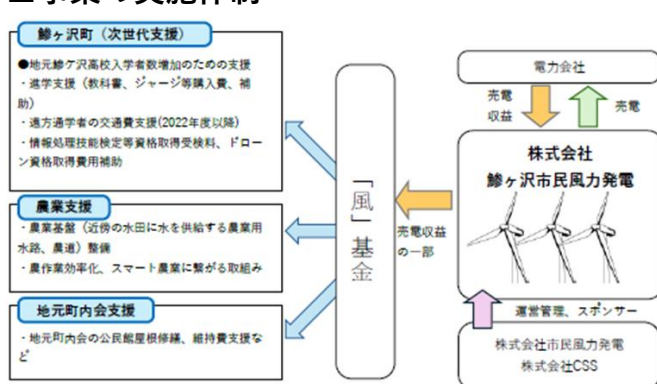 ■事業の実施体制
鰺ヶ沢町（次世代支援）
●地元鰺ケ沢高校入学者数増加のための支援
・進学支援（教科書、ジャージ等購入費、補
助）
・遠方通学者の交通費支援(2022年度以降)
・情報処理技能検定等資格取得受検料、ドロー
ン資格取得費用補助
農業支援
・農業基盤（近傍の水田に水を供給する農業用
水路、農道）整備
・農作業効率化、スマート農業に繋がる取組み
地元町内会支援
・地元町内会の公民館屋根修繕、維持費支援な
ど
「風」基金
売電収益
の一部
電力会社
売電
収益
売電
株式会社
鰺ヶ沢市民風力発電
運営管理、スポンサー
株式会社市民風力発電
株式会社CSS